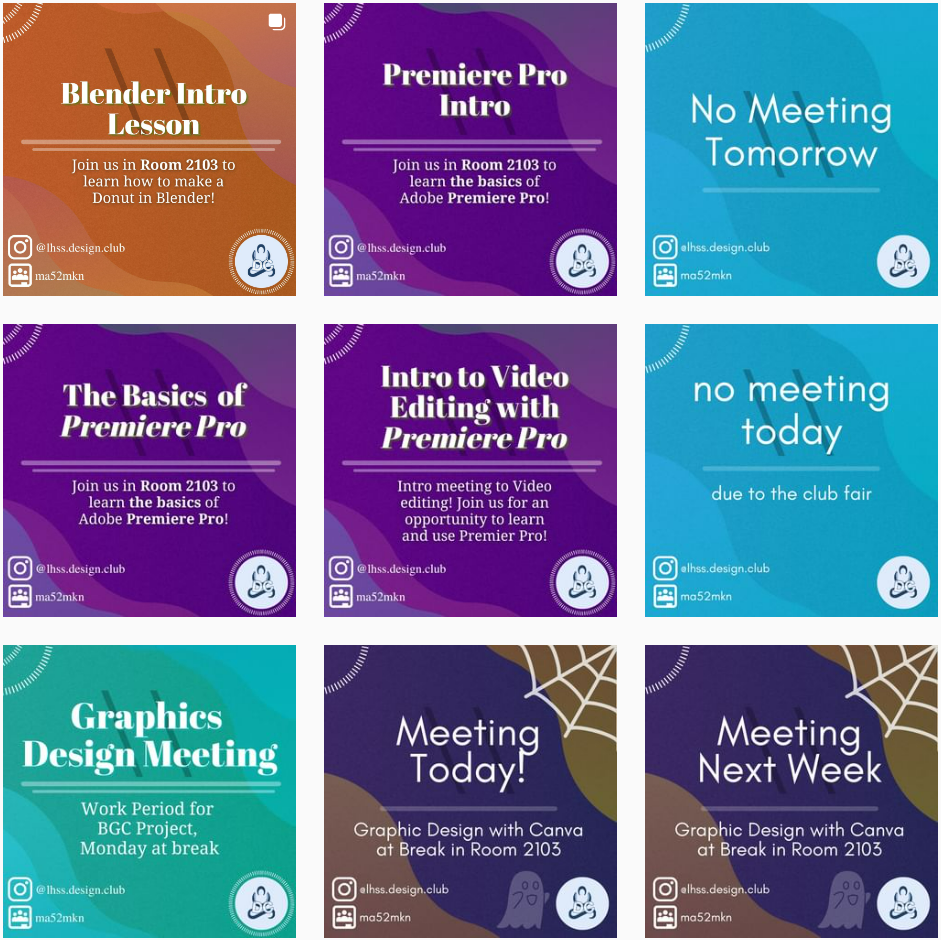 Blender Intro
Lesson
Join us in Room 2103 to
learn how to make a
Donut in Blender!
@lhss.design.club
ma52mkn
DC
Premiere Pro
Intro
Join us in Room 2103 to
learn the basics of
Adobe Premiere Pro!
@lhss.design.club
ma52mkn
DC
No Meeting
Tomorrow
@lhss.design.club
ma52mkn
DC
The Basics of
Premiere Pro
Join us in Room 2103 to
learn the basics of
Adobe Premiere Pro!
@lhss.design.club
ma52mkn
DC
Intro to Video
Editing with
Premiere Pro
Intro meeting to Video
editing! Join us for an
opportunity to learn
and use Premier Pro!
@lhss.design.club
ma52mkn
DC
no meeting
today
due to the club fair
@lhss.design.club
ma52mkn
DC
Graphics
Design Meeting
Work Period for
BGC Project,
Monday at break
@lhss.design.club
ma52mkn
DC
Meeting
Today!
Graphic Design with Canva
at Break in Room 2103
@lhss.design.club
ma52mkn
DC
Meeting
Next Week
Graphic Design with Canva
at Break in Room 2103
@lhss.design.club
ma52mkn
DC